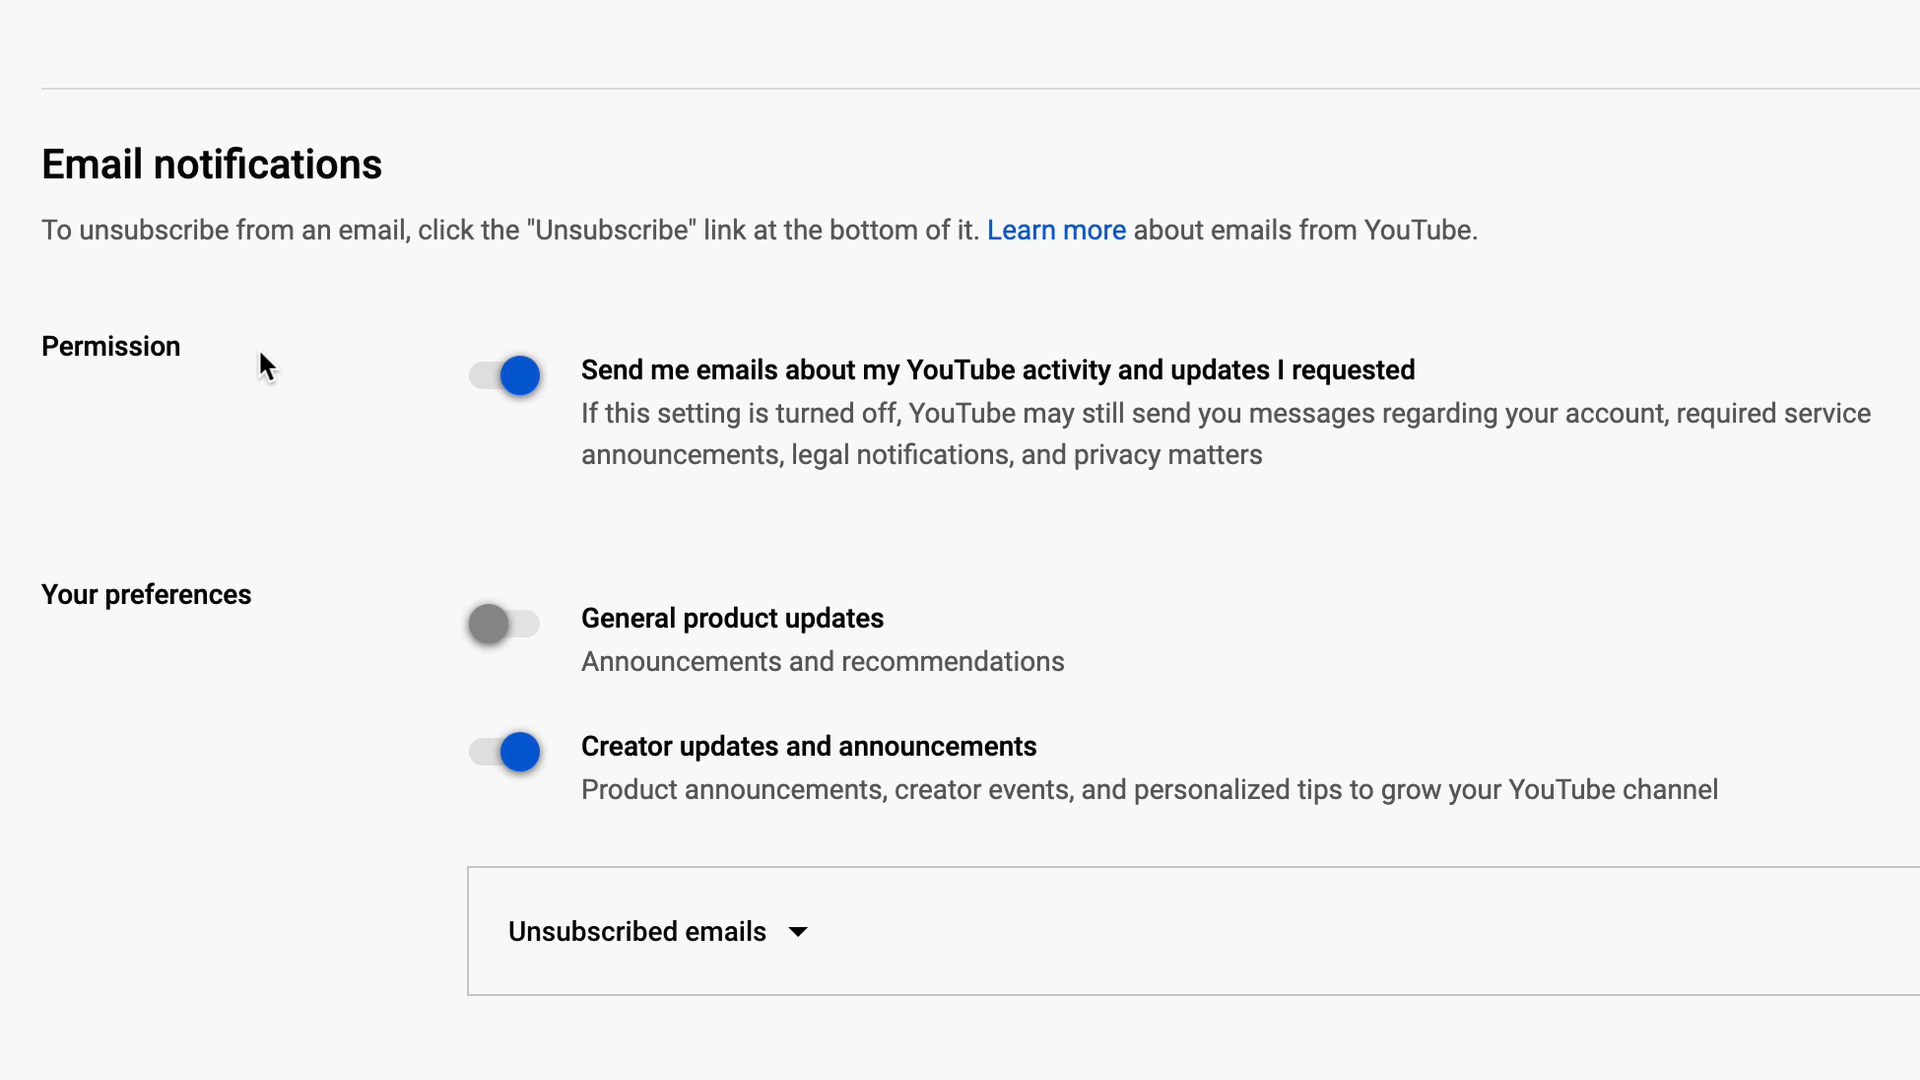 Email notifications
To unsubscribe from an email, click the "Unsubscribe" link at the bottom of it. Learn more about emails from YouTube.
Permission
Send me emails about my YouTube activity and updates I requested
If this setting is turned off, YouTube may still send you messages regarding your account, required service
announcements, legal notifications, and privacy matters
Your preferences
General product updates
Announcements and recommendations
Creator updates and announcements
Product announcements, creator events, and personalized tips to grow your YouTube channel
Unsubscribed emails